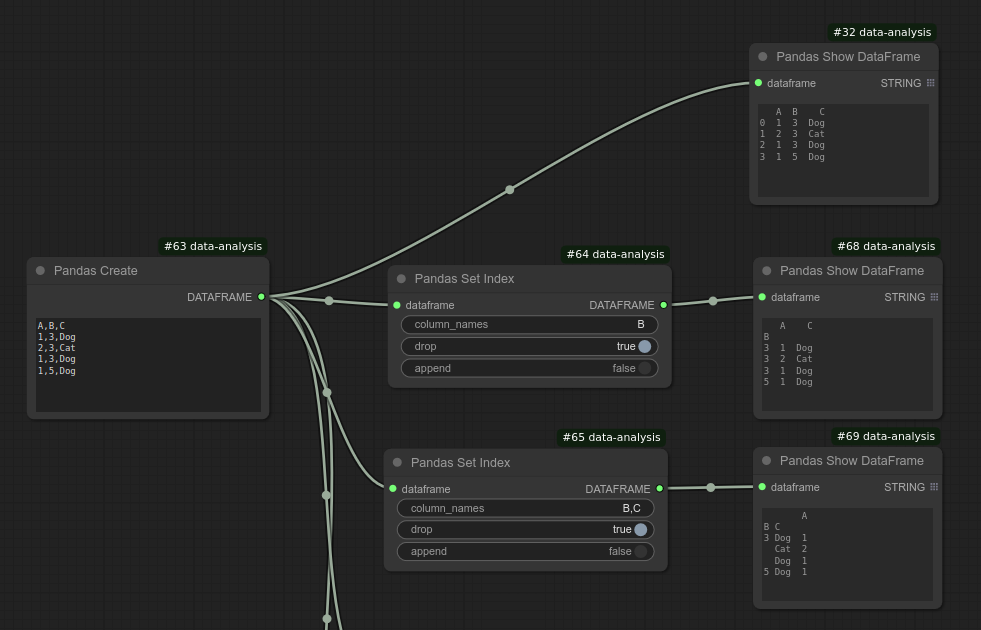 #32 data-analysis
Pandas Show DataFrame
dataframe STRING
A B C
0 1 3 Dog
1 2 3 Cat
2 1 3 Dog
3 1 5 Dog
#63 data-analysis
Pandas Create
DATAFRAME
A,B,C
1,3,Dog
2,3,Cat
1,3,Dog
1,5,Dog
#64 data-analysis
Pandas Set Index
dataframe DATAFRAME
column_names B
drop true
append false
#68 data-analysis
Pandas Show DataFrame
dataframe STRING
A C
B
3 1 Dog
3 2 Cat
3 1 Dog
5 1 Dog
#65 data-analysis
Pandas Set Index
dataframe DATAFRAME
column_names B,C
drop true
append false
#69 data-analysis
Pandas Show DataFrame
dataframe STRING
A
B C
3 Dog 1
Cat 2
Dog 1
5 Dog 1